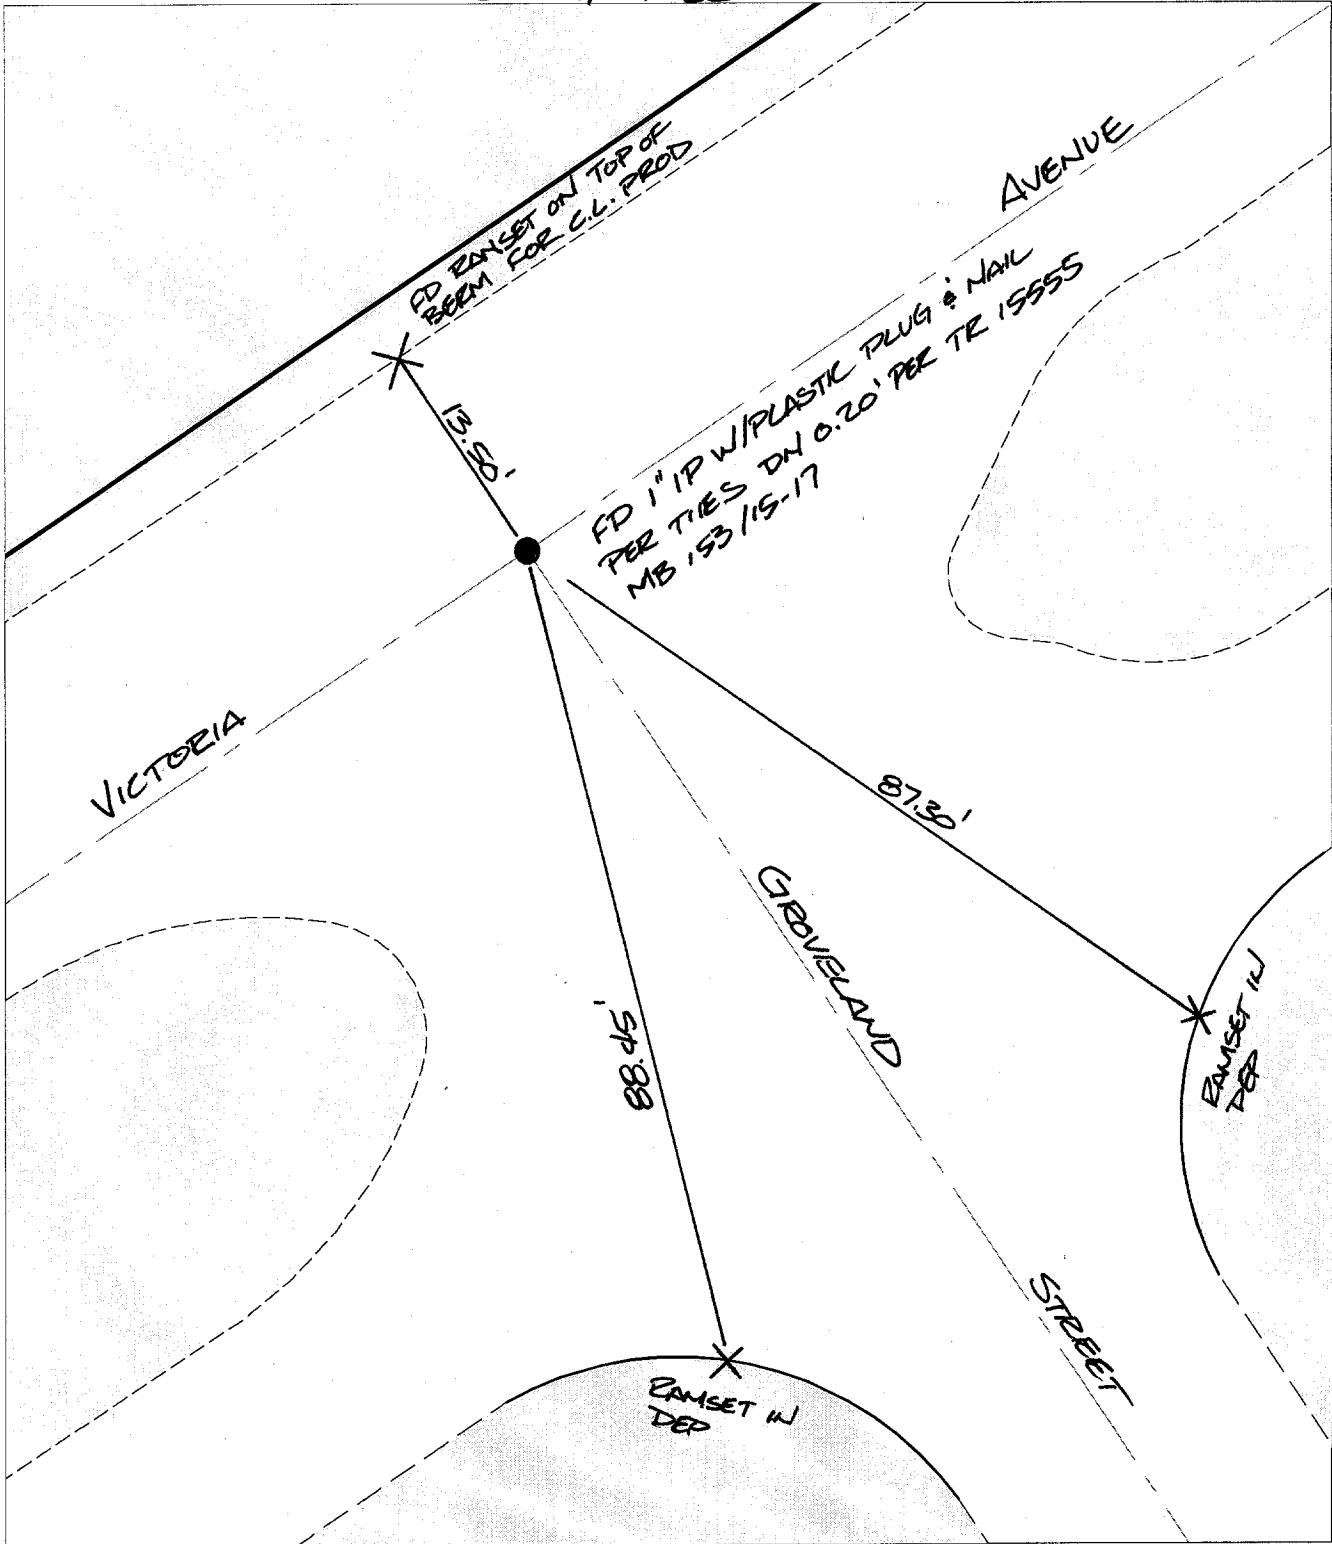 FD RAMSET ON TOP OF
BERM FOR C.L. PROD
AVENUE
13.50'
FD 1" IP W/PLASTIC PLUG & NAIL
PER TIES DN 0.20' PER TR 15555
MB 153/15-17
VICTORIA
87.30'
GROVELAND
88.45'
RAMSET IN
DEP
STREET
RAMSET IN
DEP